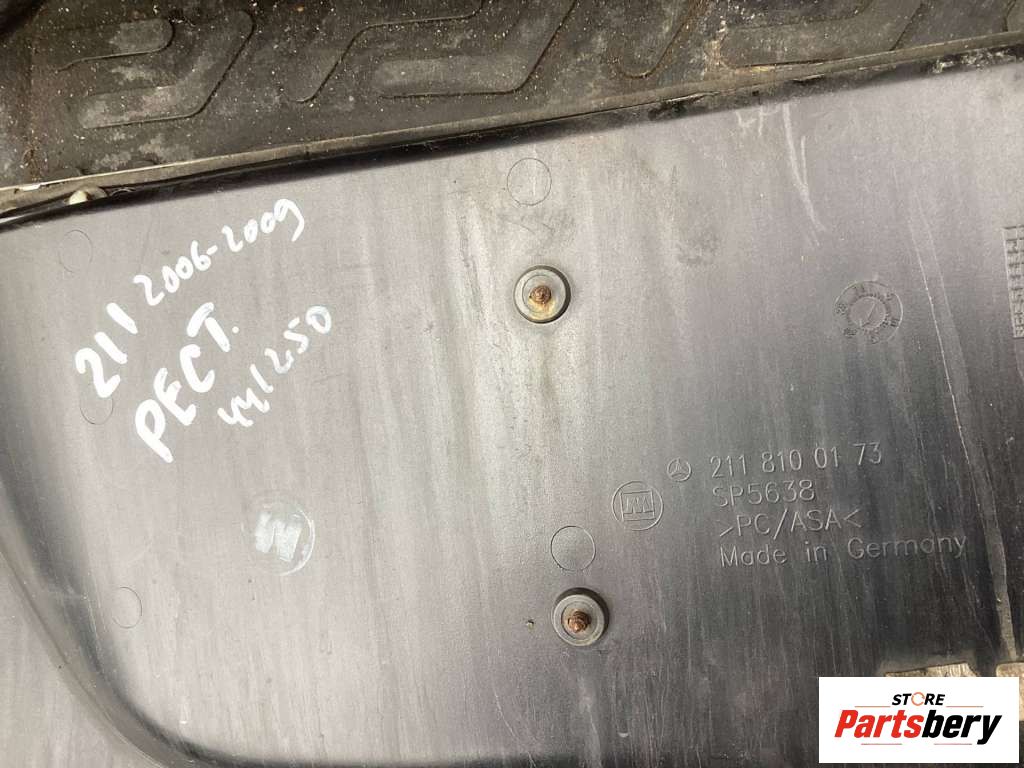 211 2006-2009
РЕСТ.
441250
211 810 01 73
SP5638
>PC/ASA<
Made in Germany
STORE
Partsbery